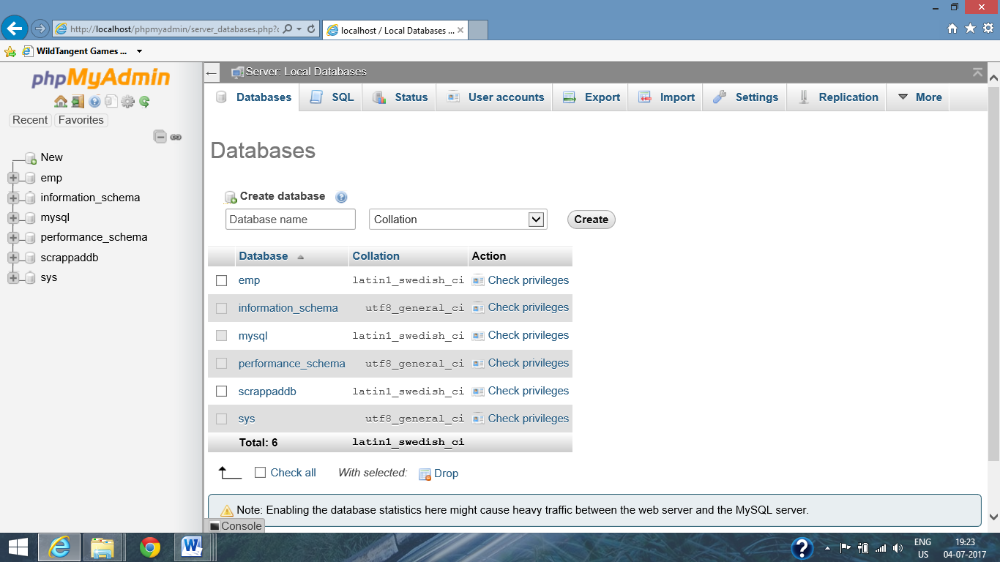 http://localhost/phpmyadmin/server_databases.php?
localhost / Local Databases ...
WildTangent Games ...
phpMyAdmin
Recent Favorites
New
emp
information_schema
mysql
performance_schema
scrappaddb
sys
Server: Local Databases
Databases SQL Status User accounts Export Import Settings Replication More
Databases
Create database
Database name Collation Create
Database Collation Action
emp latin1_swedish_ci Check privileges
information_schema utf8_general_ci Check privileges
mysql latin1_swedish_ci Check privileges
performance_schema utf8_general_ci Check privileges
scrappaddb latin1_swedish_ci Check privileges
sys utf8_general_ci Check privileges
Total: 6 latin1_swedish_ci
Check all With selected: Drop
Note: Enabling the database statistics here might cause heavy traffic between the web server and the MySQL server.
Console
ENG 19:23
US 04-07-2017